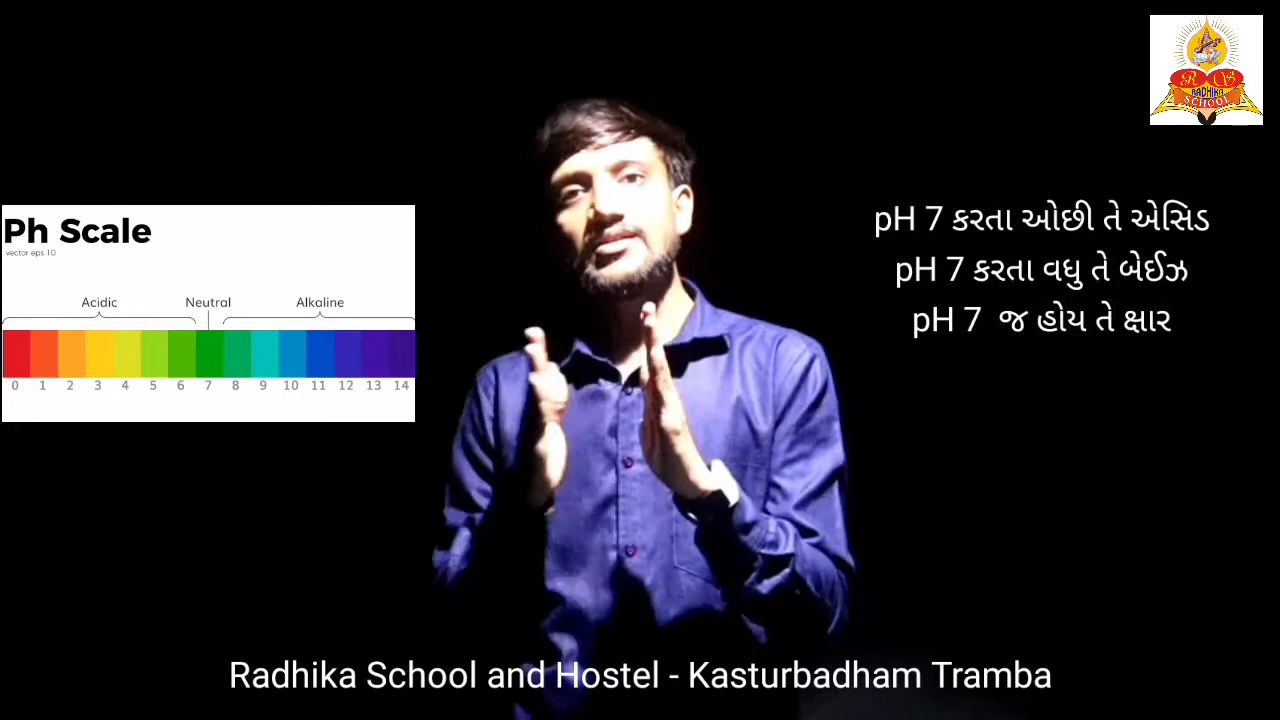 R S
RADHIKA
SCHOOL
Ph Scale
vector eps 10
Acidic Neutral Alkaline
0 1 2 3 4 5 6 7 8 9 10 11 12 13 14
pH 7 કરતા ઓછી તે એસિડ
pH 7 કરતા વધુ તે બેઈઝ
pH 7 જ હોય તે ક્ષાર
Radhika School and Hostel - Kasturbadham Tramba